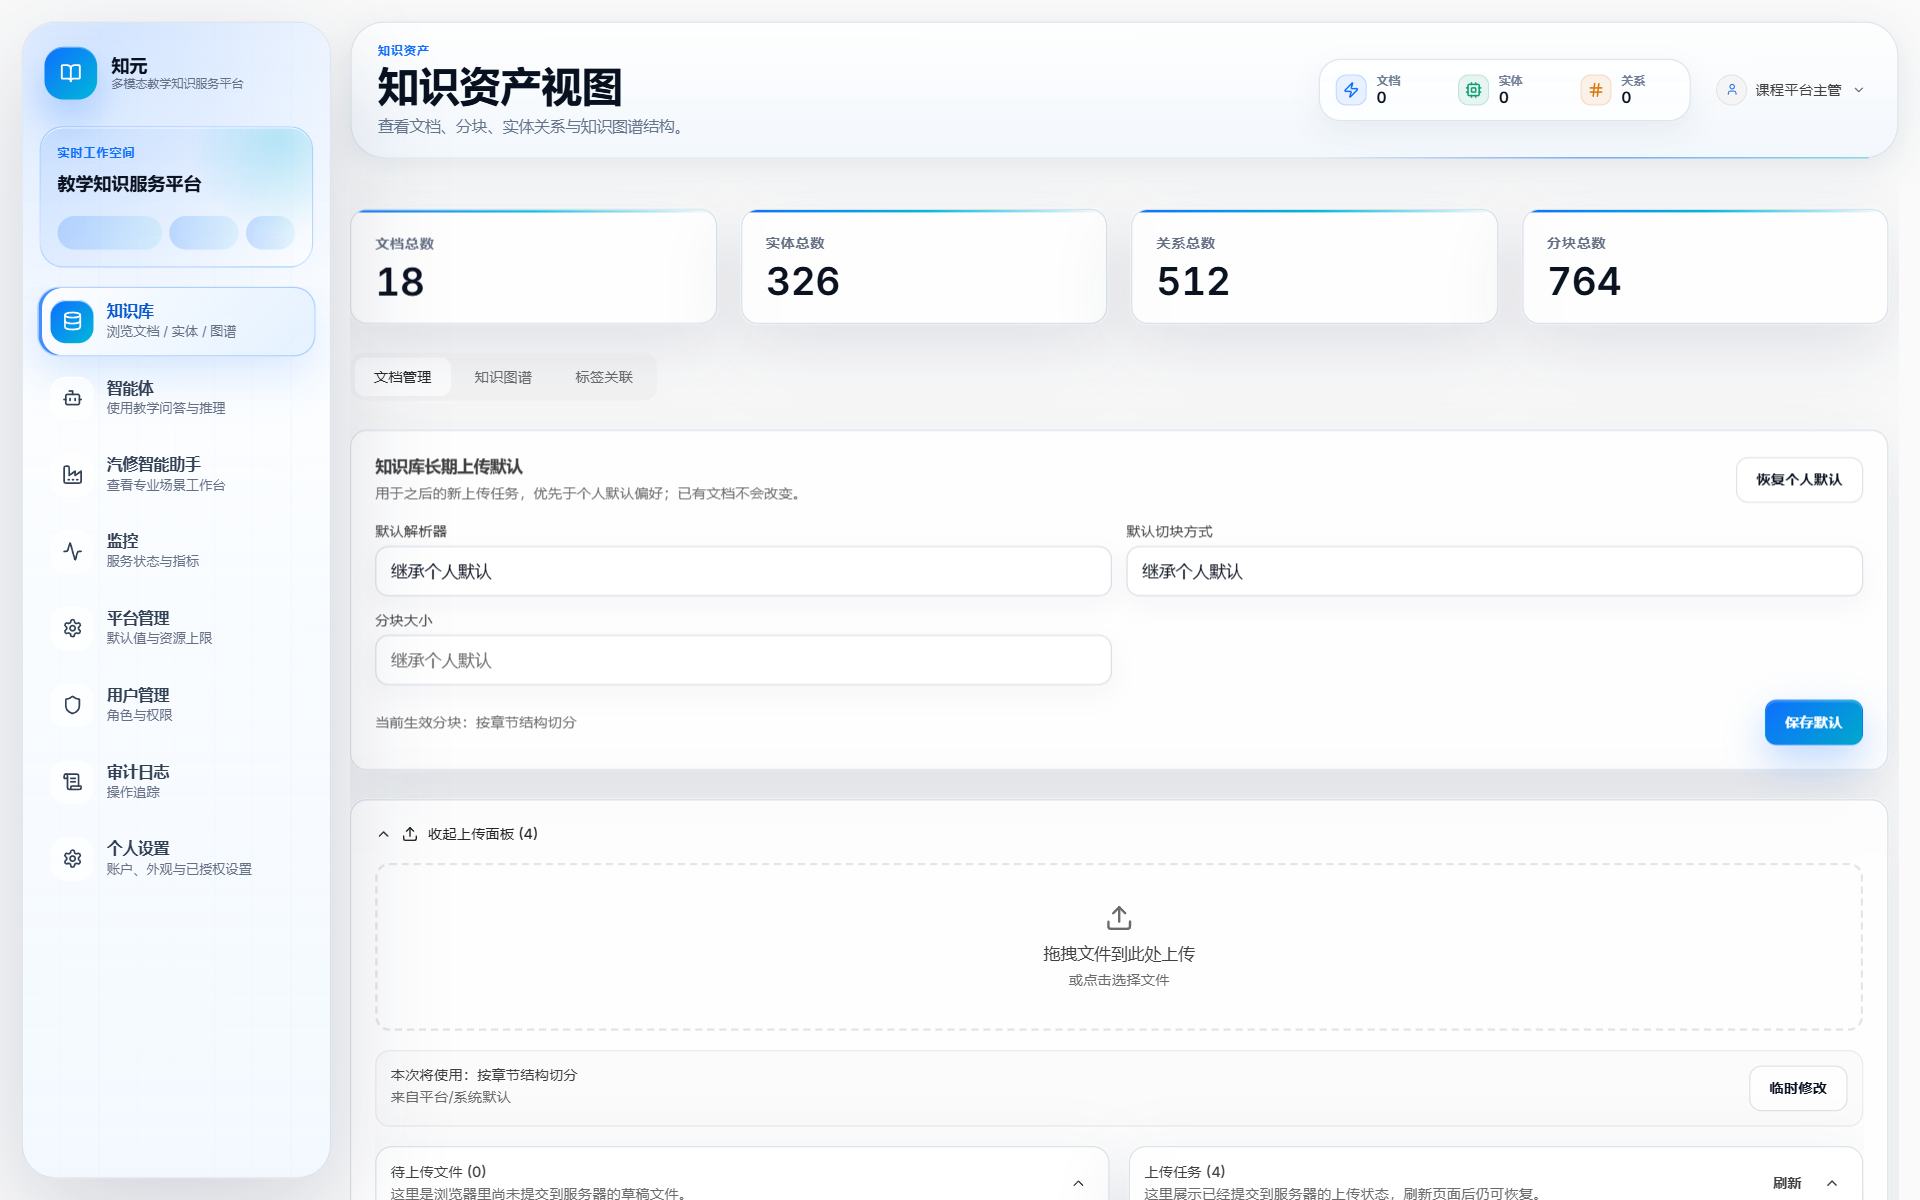 知元
多模态教学知识服务平台
实时工作空间
教学知识服务平台
知识库
浏览文档 / 实体 / 图谱
智能体
使用教学问答与推理
汽修智能助手
查看专业场景工作台
监控
服务状态与指标
平台管理
默认值与资源上限
用户管理
角色与权限
审计日志
操作追踪
个人设置
账户、外观与已授权设置
知识资产
知识资产视图
查看文档、分块、实体关系与知识图谱结构。
文档
0
实体
0
关系
0
课程平台主管
文档总数
18
实体总数
326
关系总数
512
分块总数
764
文档管理
知识图谱
标签关联
知识库长期上传默认
用于之后的新上传任务，优先于个人默认偏好；已有文档不会改变。
恢复个人默认
默认解析器
继承个人默认
默认切块方式
继承个人默认
分块大小
继承个人默认
当前生效分块：按章节结构切分
保存默认
收起上传面板 (4)
拖拽文件到此处上传
或点击选择文件
本次将使用：按章节结构切分
来自平台/系统默认
临时修改
待上传文件 (0)
这里是浏览器里尚未提交到服务器的草稿文件。
上传任务 (4)
这里展示已经提交到服务器的上传状态，刷新页面后仍可恢复。
刷新